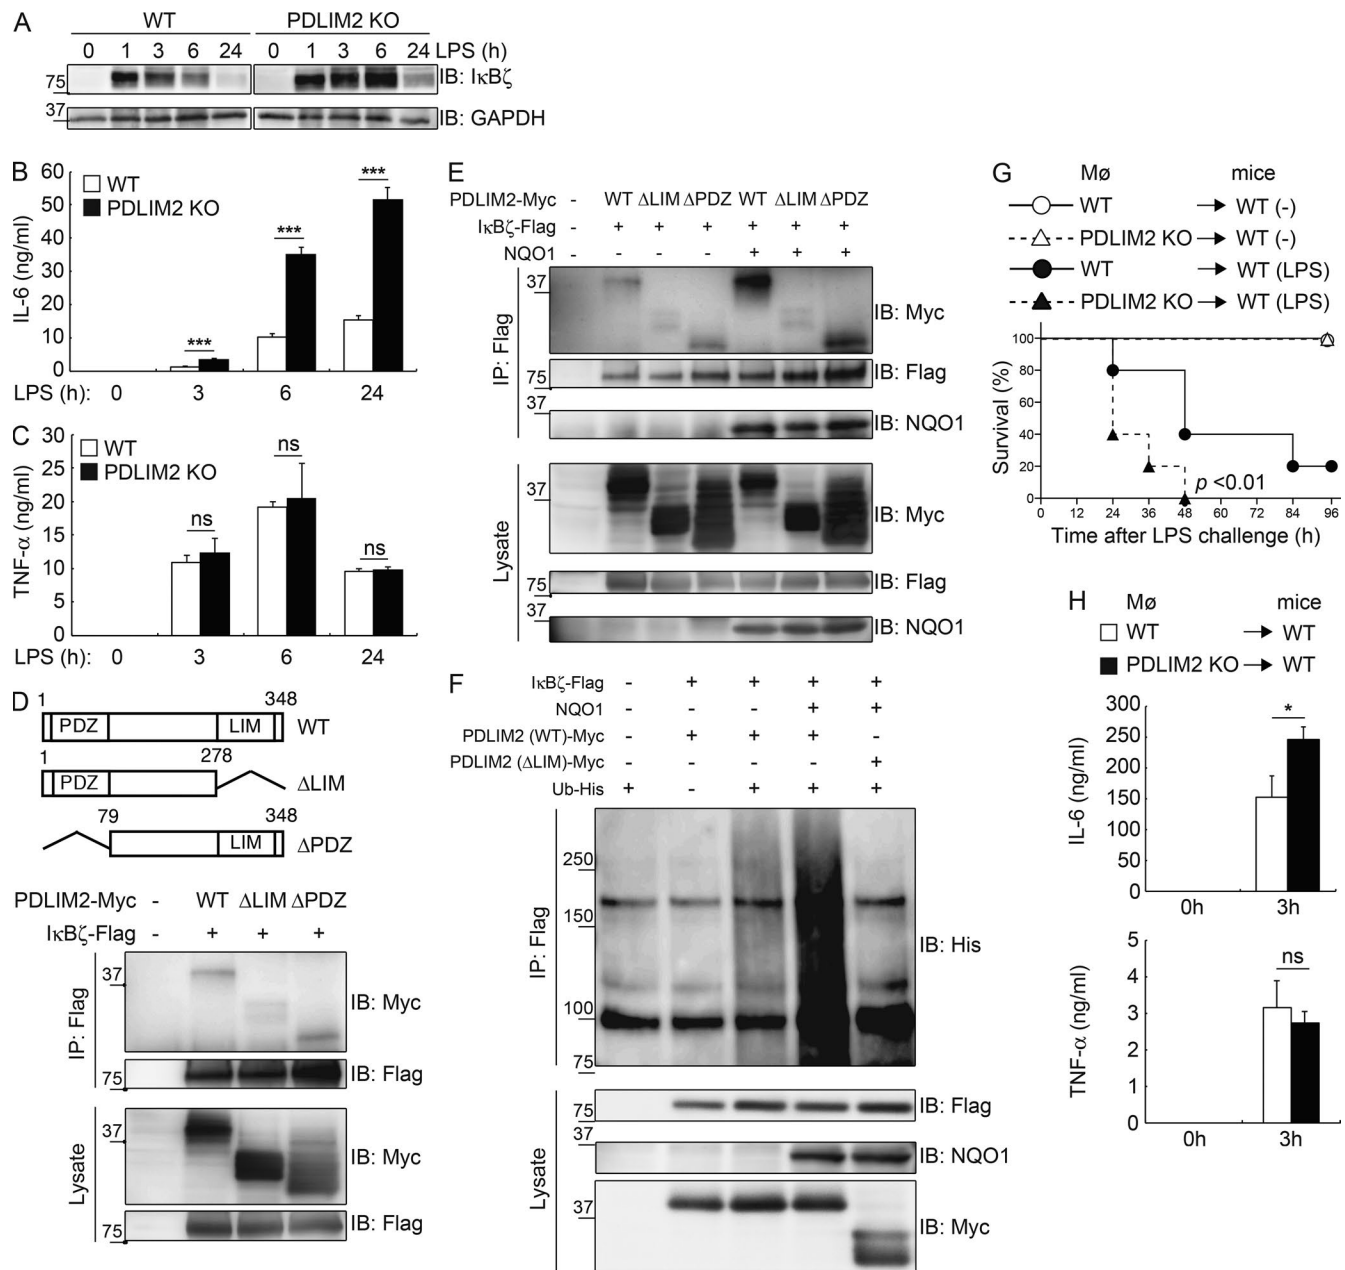 A
WT PDLIM2 KO
0 1 3 6 24 0 1 3 6 24 LPS (h)
75 IB: IκBζ
37 IB: GAPDH
B
WT
PDLIM2 KO
IL-6 (ng/ml)
60
50
40
30
20
10
0
*** *** ***
LPS (h): 0 3 6 24
C
WT
PDLIM2 KO
TNF-α (ng/ml)
30
25
20
15
10
5
0
ns ns ns
LPS (h): 0 3 6 24
D
1 348
PDZ LIM WT
1 278
PDZ ΔLIM
79 348
LIM ΔPDZ
PDLIM2-Myc - WT ΔLIM ΔPDZ
IκBζ-Flag - + + +
IP: Flag
37 IB: Myc
75 IB: Flag
Lysate
37 IB: Myc
75 IB: Flag
E
PDLIM2-Myc - WT ΔLIM ΔPDZ WT ΔLIM ΔPDZ
IκBζ-Flag - + + + + + +
NQO1 - - - - + + +
IP: Flag
37 IB: Myc
75 IB: Flag
37 IB: NQO1
Lysate
37 IB: Myc
75 IB: Flag
37 IB: NQO1
F
IκBζ-Flag - + + + +
NQO1 - - - + +
PDLIM2 (WT)-Myc - + + + -
PDLIM2 (ΔLIM)-Myc - - - - +
Ub-His + - + + +
IP: Flag
250
150
100
75
IB: His
Lysate
75 IB: Flag
37 IB: NQO1
37 IB: Myc
G
Mø mice
WT → WT (-)
PDLIM2 KO → WT (-)
WT → WT (LPS)
PDLIM2 KO → WT (LPS)
Survival (%)
100
80
60
40
20
0
p <0.01
0 12 24 36 48 60 72 84 96
Time after LPS challenge (h)
H
Mø mice
WT → WT
PDLIM2 KO → WT
IL-6 (ng/ml)
300
250
200
150
100
50
0
*
0h 3h
TNF-α (ng/ml)
5
4
3
2
1
0
ns
0h 3h